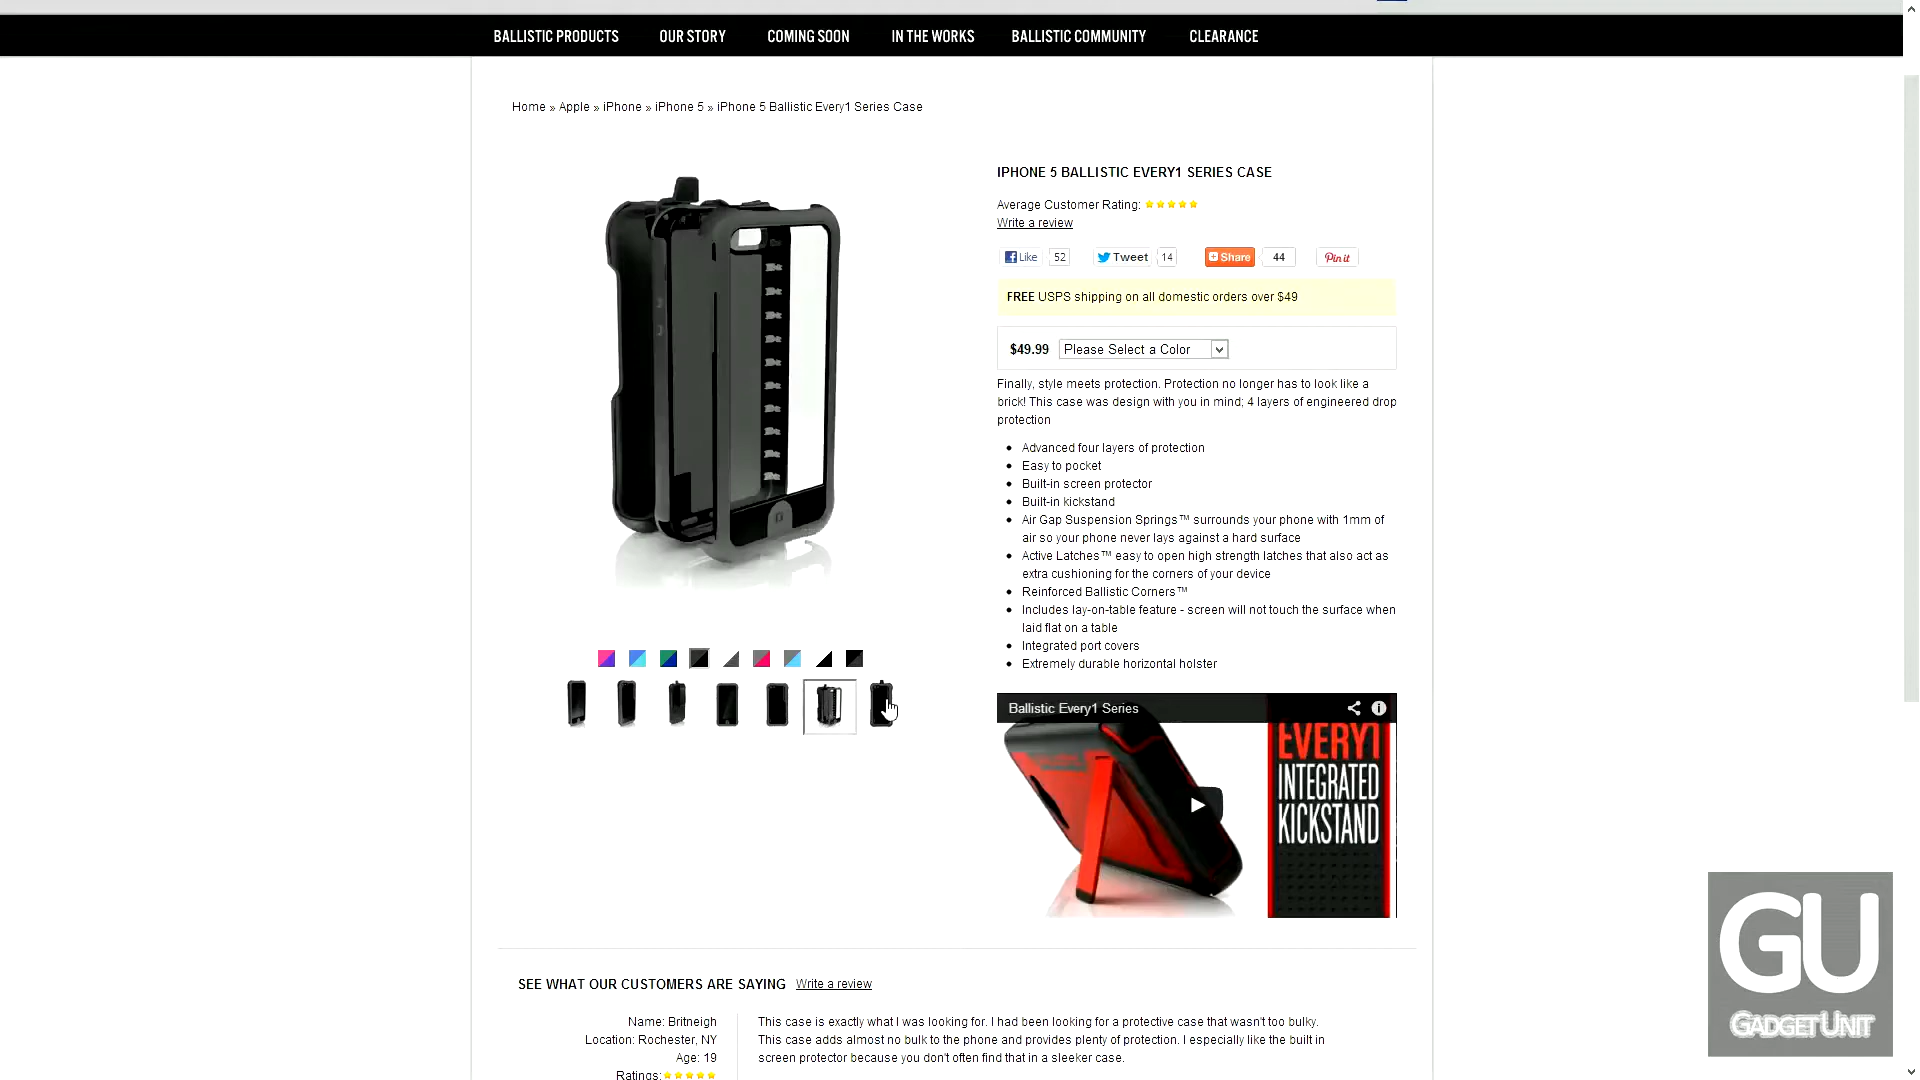 BALLISTIC PRODUCTS OUR STORY COMING SOON IN THE WORKS BALLISTIC COMMUNITY CLEARANCE
Home » Apple » iPhone » iPhone 5 » iPhone 5 Ballistic Every1 Series Case
IPHONE 5 BALLISTIC EVERY1 SERIES CASE
Average Customer Rating:
Write a review
Like 52 Tweet 14 Share 44 Pin it
FREE USPS shipping on all domestic orders over $49
$49.99 Please Select a Color
Finally, style meets protection. Protection no longer has to look like a
brick! This case was design with you in mind; 4 layers of engineered drop
protection
Advanced four layers of protection
Easy to pocket
Built-in screen protector
Built-in kickstand
Air Gap Suspension Springs™ surrounds your phone with 1mm of
air so your phone never lays against a hard surface
Active Latches™ easy to open high strength latches that also act as
extra cushioning for the corners of your device
Reinforced Ballistic Corners™
Includes lay-on-table feature - screen will not touch the surface when
laid flat on a table
Integrated port covers
Extremely durable horizontal holster
Ballistic Every1 Series
EVERY1
INTEGRATED
KICKSTAND
SEE WHAT OUR CUSTOMERS ARE SAYING Write a review
Name: Britneigh
Location: Rochester, NY
Age: 19
Ratings:
This case is exactly what I was looking for. I had been looking for a protective case that wasn't too bulky.
This case adds almost no bulk to the phone and provides plenty of protection. I especially like the built in
screen protector because you don't often find that in a sleeker case.
GU
GADGETUNIT